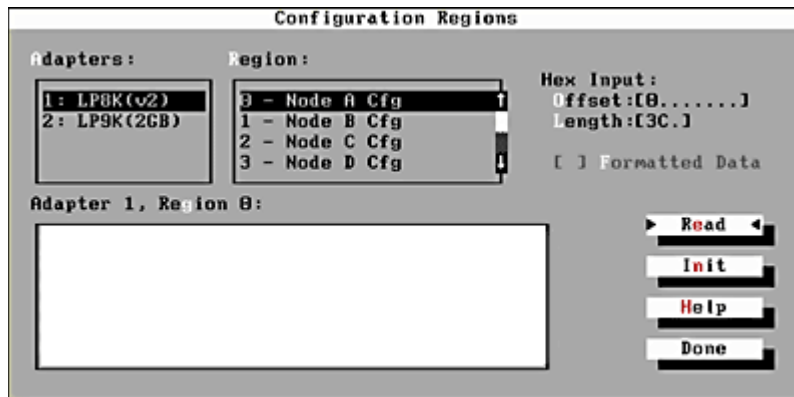 Configuration Regions
Adapters:
1: LP8K(v2)
2: LP9K(2GB)
Region:
0 - Node A Cfg
1 - Node B Cfg
2 - Node C Cfg
3 - Node D Cfg
Hex Input:
Offset:[0.......]
Length:[3C.]
[ ] Formatted Data
Adapter 1, Region 0:
Read
Init
Help
Done